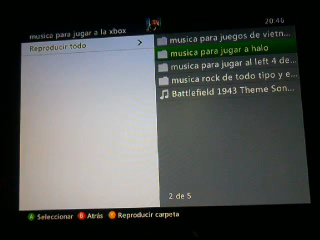 musica para jugar a la xbox
20:46
Reproducir todo
musica para juegos de vietn...
musica para jugar a halo
musica para jugar al left 4 de...
musica rock de todo tipo y e...
Battlefield 1943 Theme Son...
2 de 5
A Seleccionar B Atrás Y Reproducir carpeta